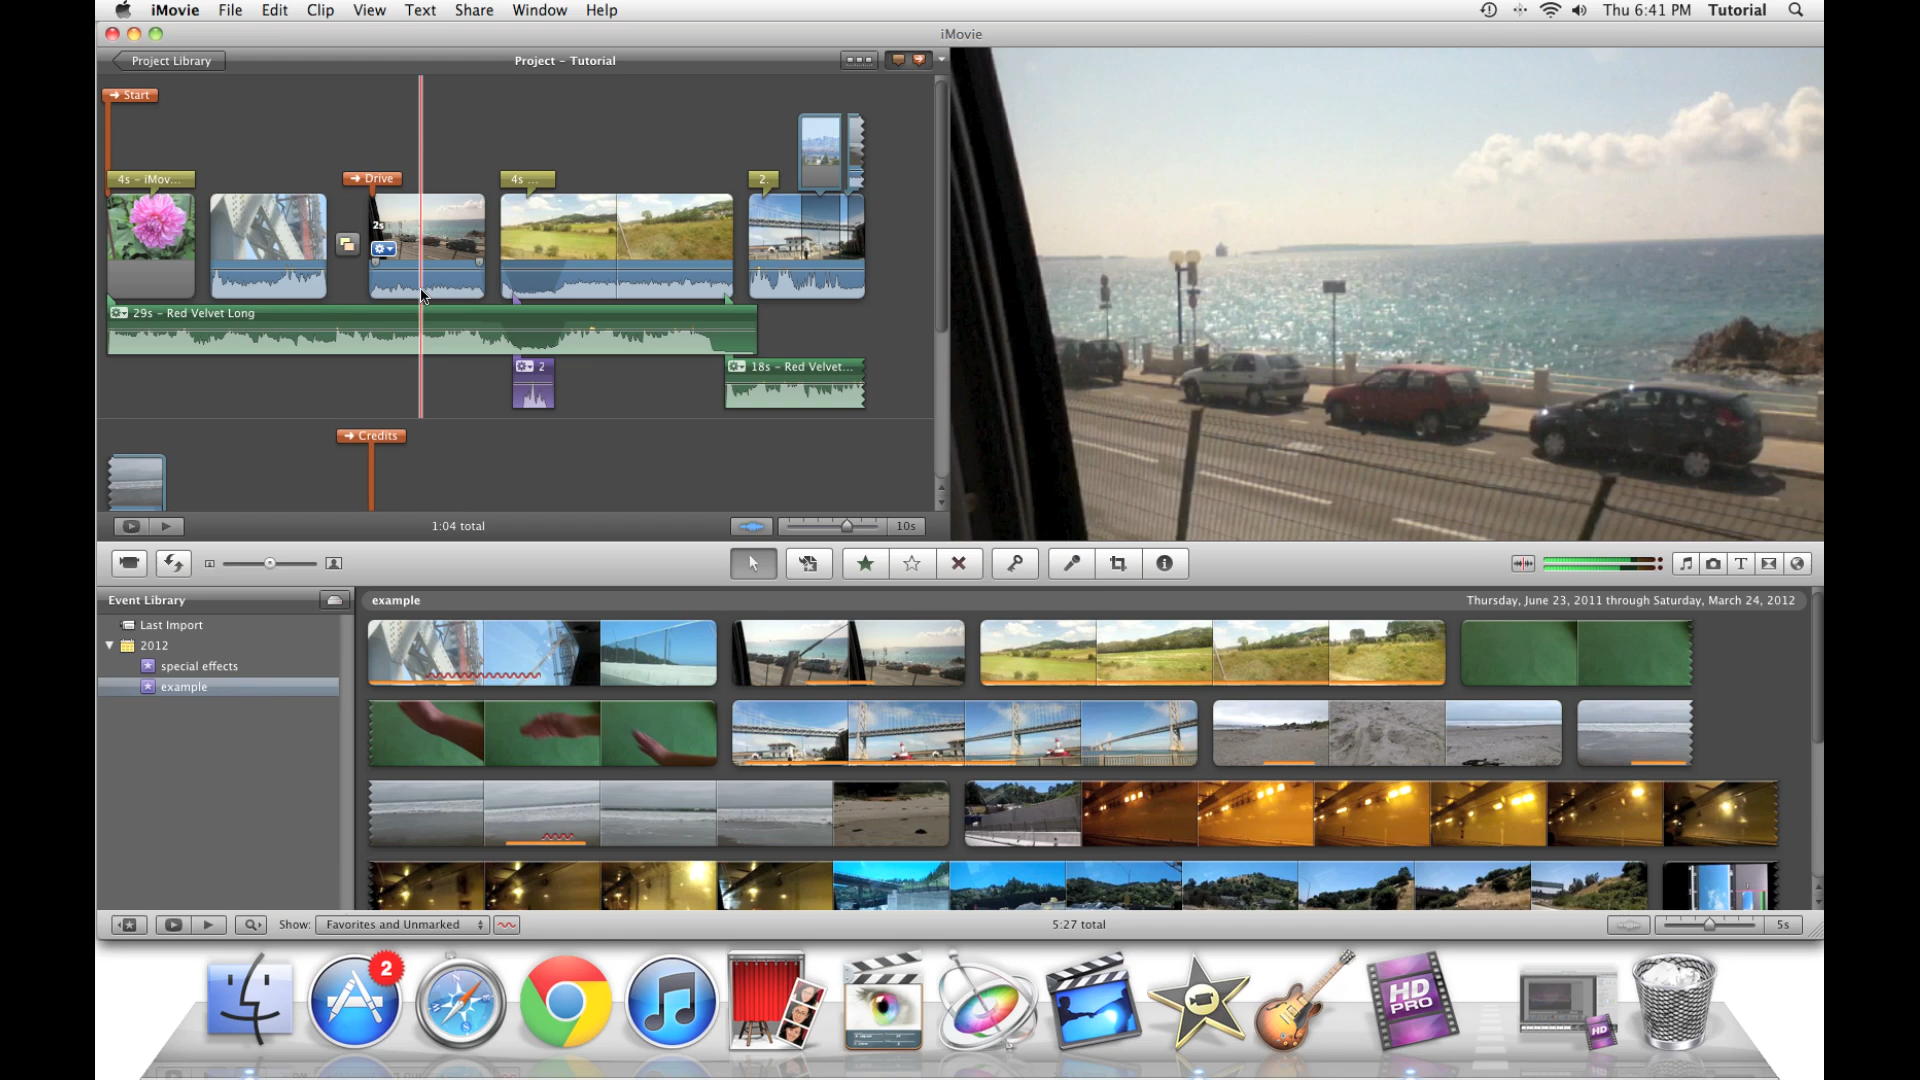 iMovie File Edit Clip View Text Share Window Help
Thu 6:41 PM Tutorial
iMovie
Project Library
Project - Tutorial
Start
4s - iMov...
Drive
4s ...
2.
2s
29s - Red Velvet Long
2
18s - Red Velvet...
Credits
1:04 total
10s
Event Library
example
Thursday, June 23, 2011 through Saturday, March 24, 2012
Last Import
2012
special effects
example
Show: Favorites and Unmarked
5:27 total
5s
2
HD
PRO
HD